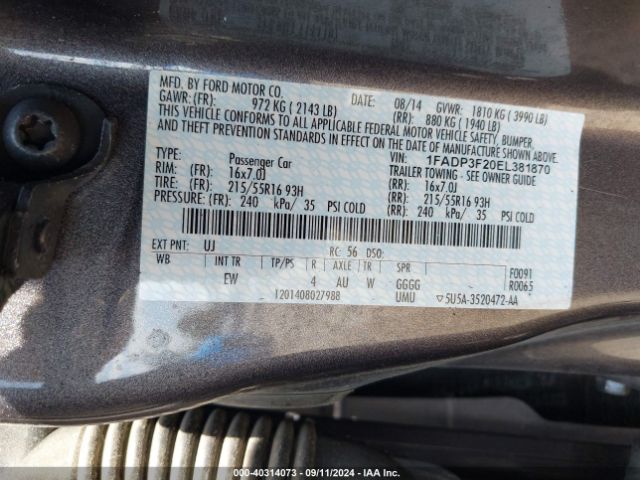 MFD. BY FORD MOTOR CO.
DATE: 08/14 GVWR: 1810 KG ( 3990 LB)
GAWR: (FR): 972 KG ( 2143 LB) (RR): 880 KG ( 1940 LB)
THIS VEHICLE CONFORMS TO ALL APPLICABLE FEDERAL MOTOR VEHICLE SAFETY, BUMPER,
AND THEFT PREVENTION STANDARDS IN EFFECT ON THE DATE OF MANUFACTURE SHOWN ABOVE.
VIN: 1FADP3F20EL381870
TYPE: Passenger Car TRAILER TOWING - SEE OWNER GUIDE
RIM: (FR): 16x7.0J (RR): 16x7.0J
TIRE: (FR): 215/55R16 93H (RR): 215/55R16 93H
PRESSURE: (FR): 240 kPa/ 35 PSI COLD (RR): 240 kPa/ 35 PSI COLD
EXT PNT: UJ RC: 56 DSO:
WB INT TR TP/PS R AXLE TR SPR F0091
EW 4 AU W GGGG R0065
1201408027988 UMU ▽5U5A-3520472-AA
000-40314073 - 09/11/2024 - IAA Inc.